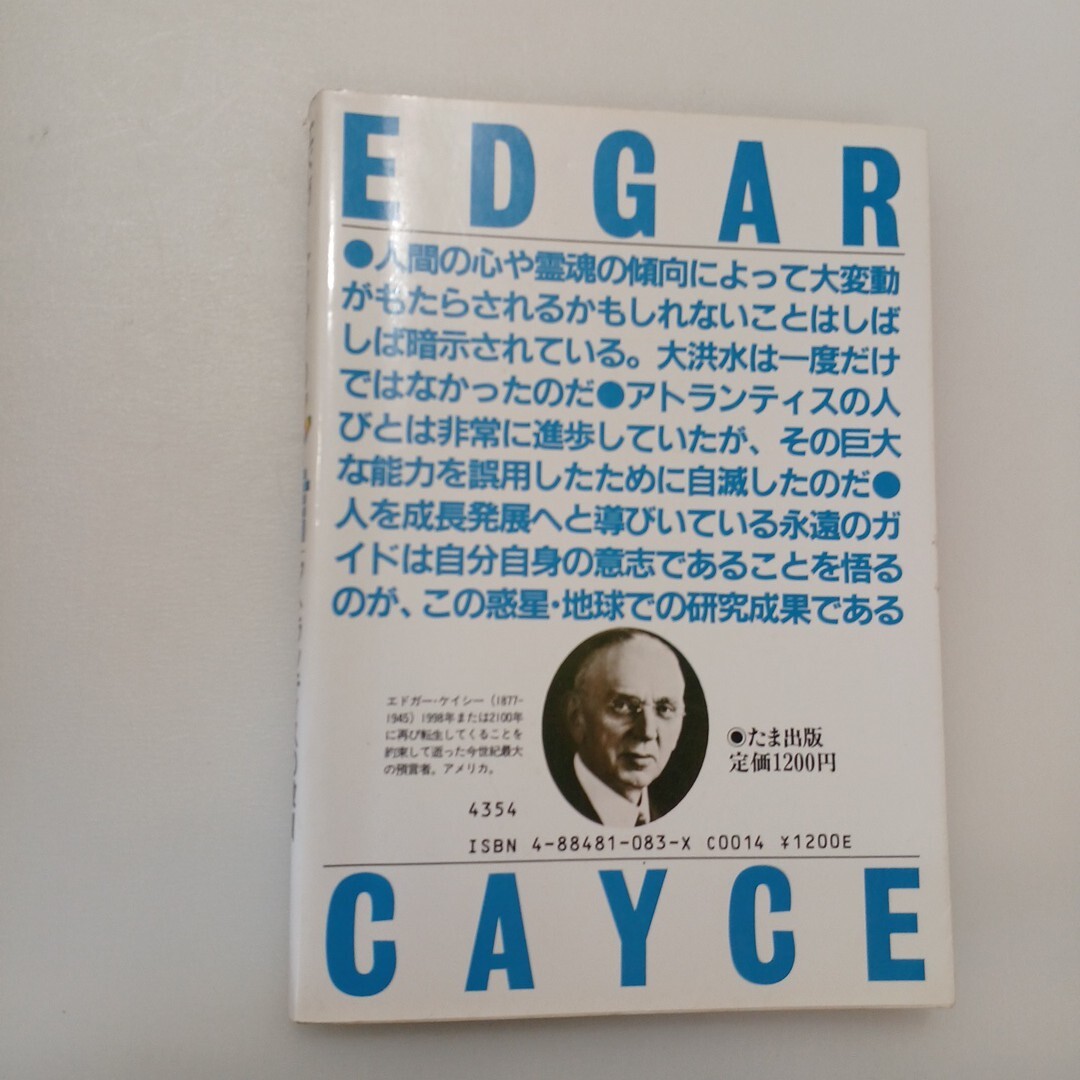 EDGAR
●人間の心や霊魂の傾向によって大変動
がもたらされるかもしれないことはしば
しば暗示されている。大洪水は一度だけ
ではなかったのだ●アトランティスの人
びとは非常に進歩していたが、その巨大
な能力を誤用したために自滅したのだ●
人を成長発展へと導びいている永遠のガ
イドは自分自身の意志であることを悟る
のが、この惑星・地球での研究成果である
エドガー・ケイシー（1877-
1945）1998年または2100年
に再び転生してくることを
約束して逝った今世紀最大
の預言者。アメリカ。
◉たま出版
定価1200円
4354
ISBN 4-88481-083-X C0014 ¥1200E
CAYCE